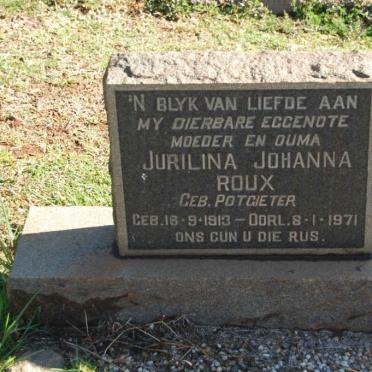 'N BLYK VAN LIEFDE AAN
MY DIERBARE EGGENOTE
MOEDER EN OUMA
JURILINA JOHANNA
ROUX
GEB. POTGIETER
GEB. 16-9-1913 – OORL. 8-1-1971
ONS GUN U DIE RUS.